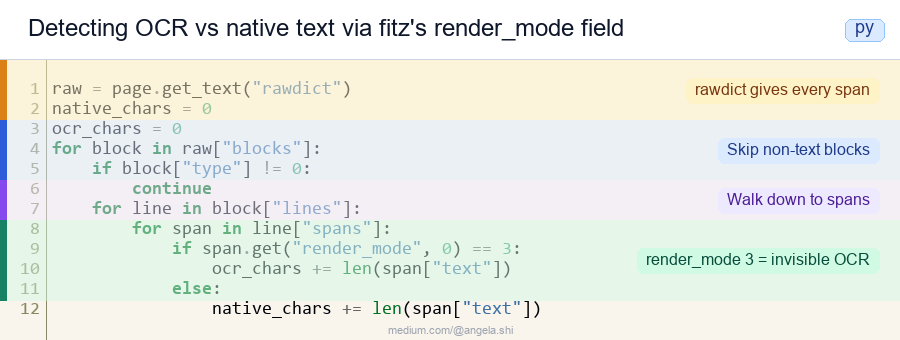 Detecting OCR vs native text via fitz's render_mode field
py
1 raw = page.get_text("rawdict")
rawdict gives every span
2 native_chars = 0
3 ocr_chars = 0
4 for block in raw["blocks"]:
Skip non-text blocks
5     if block["type"] != 0:
6         continue
7     for line in block["lines"]:
Walk down to spans
8         for span in line["spans"]:
9             if span.get("render_mode", 0) == 3:
10                 ocr_chars += len(span["text"])
render_mode 3 = invisible OCR
11             else:
12                 native_chars += len(span["text"])
medium.com/@angela.shi